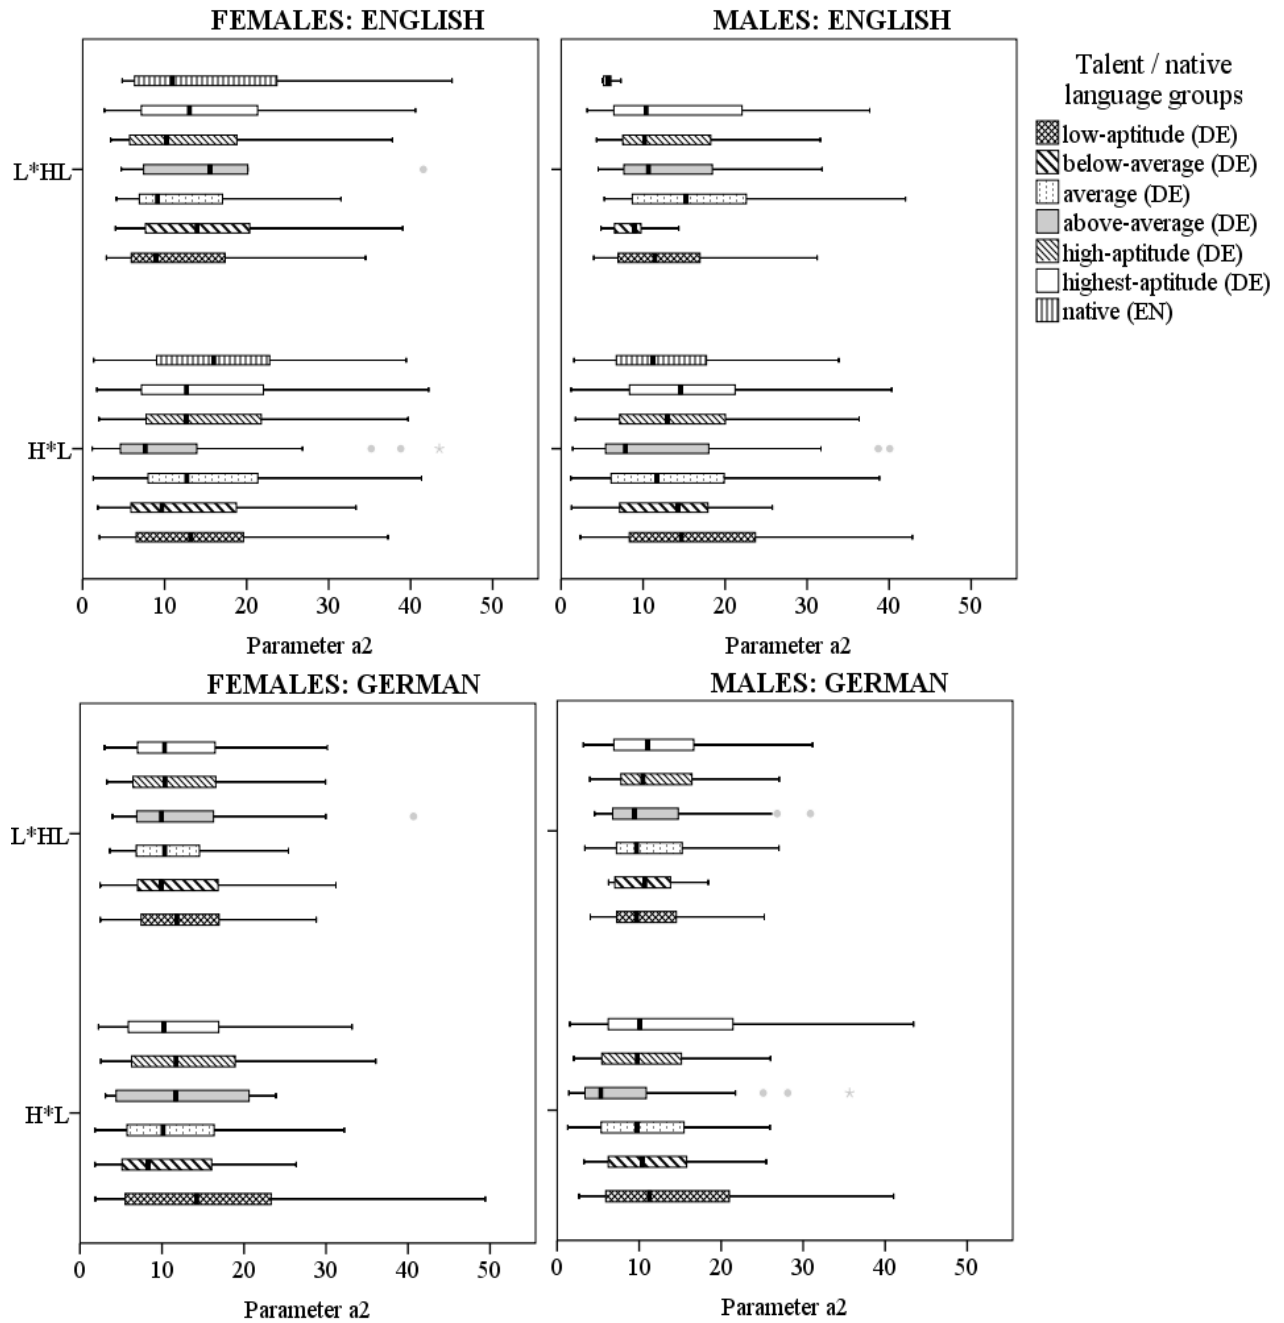 FEMALES: ENGLISH
MALES: ENGLISH
L*HL
H*L
0 10 20 30 40 50
0 10 20 30 40 50
Parameter a2
Parameter a2
Talent / native
language groups
low-aptitude (DE)
below-average (DE)
average (DE)
above-average (DE)
high-aptitude (DE)
highest-aptitude (DE)
native (EN)
FEMALES: GERMAN
MALES: GERMAN
L*HL
H*L
0 10 20 30 40 50
0 10 20 30 40 50
Parameter a2
Parameter a2